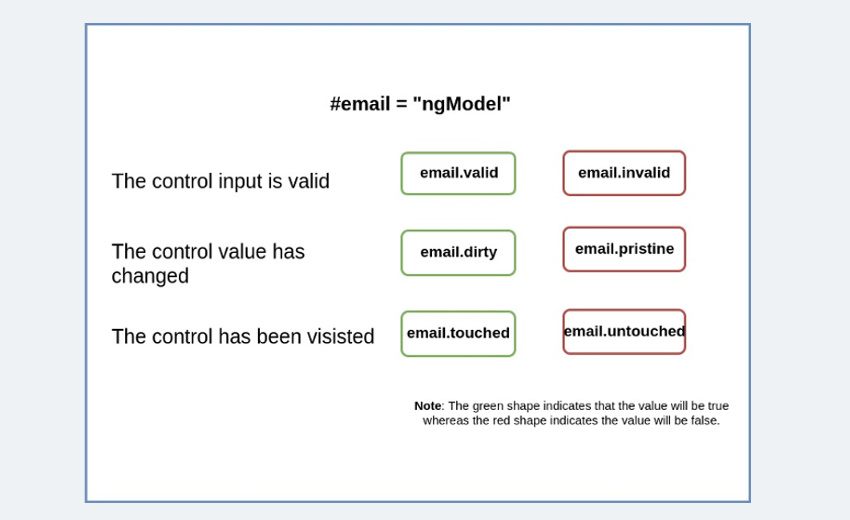 #email = "ngModel"
The control input is valid
email.valid
email.invalid
The control value has
changed
email.dirty
email.pristine
The control has been visisted
email.touched
email.untouched
Note: The green shape indicates that the value will be true
whereas the red shape indicates the value will be false.